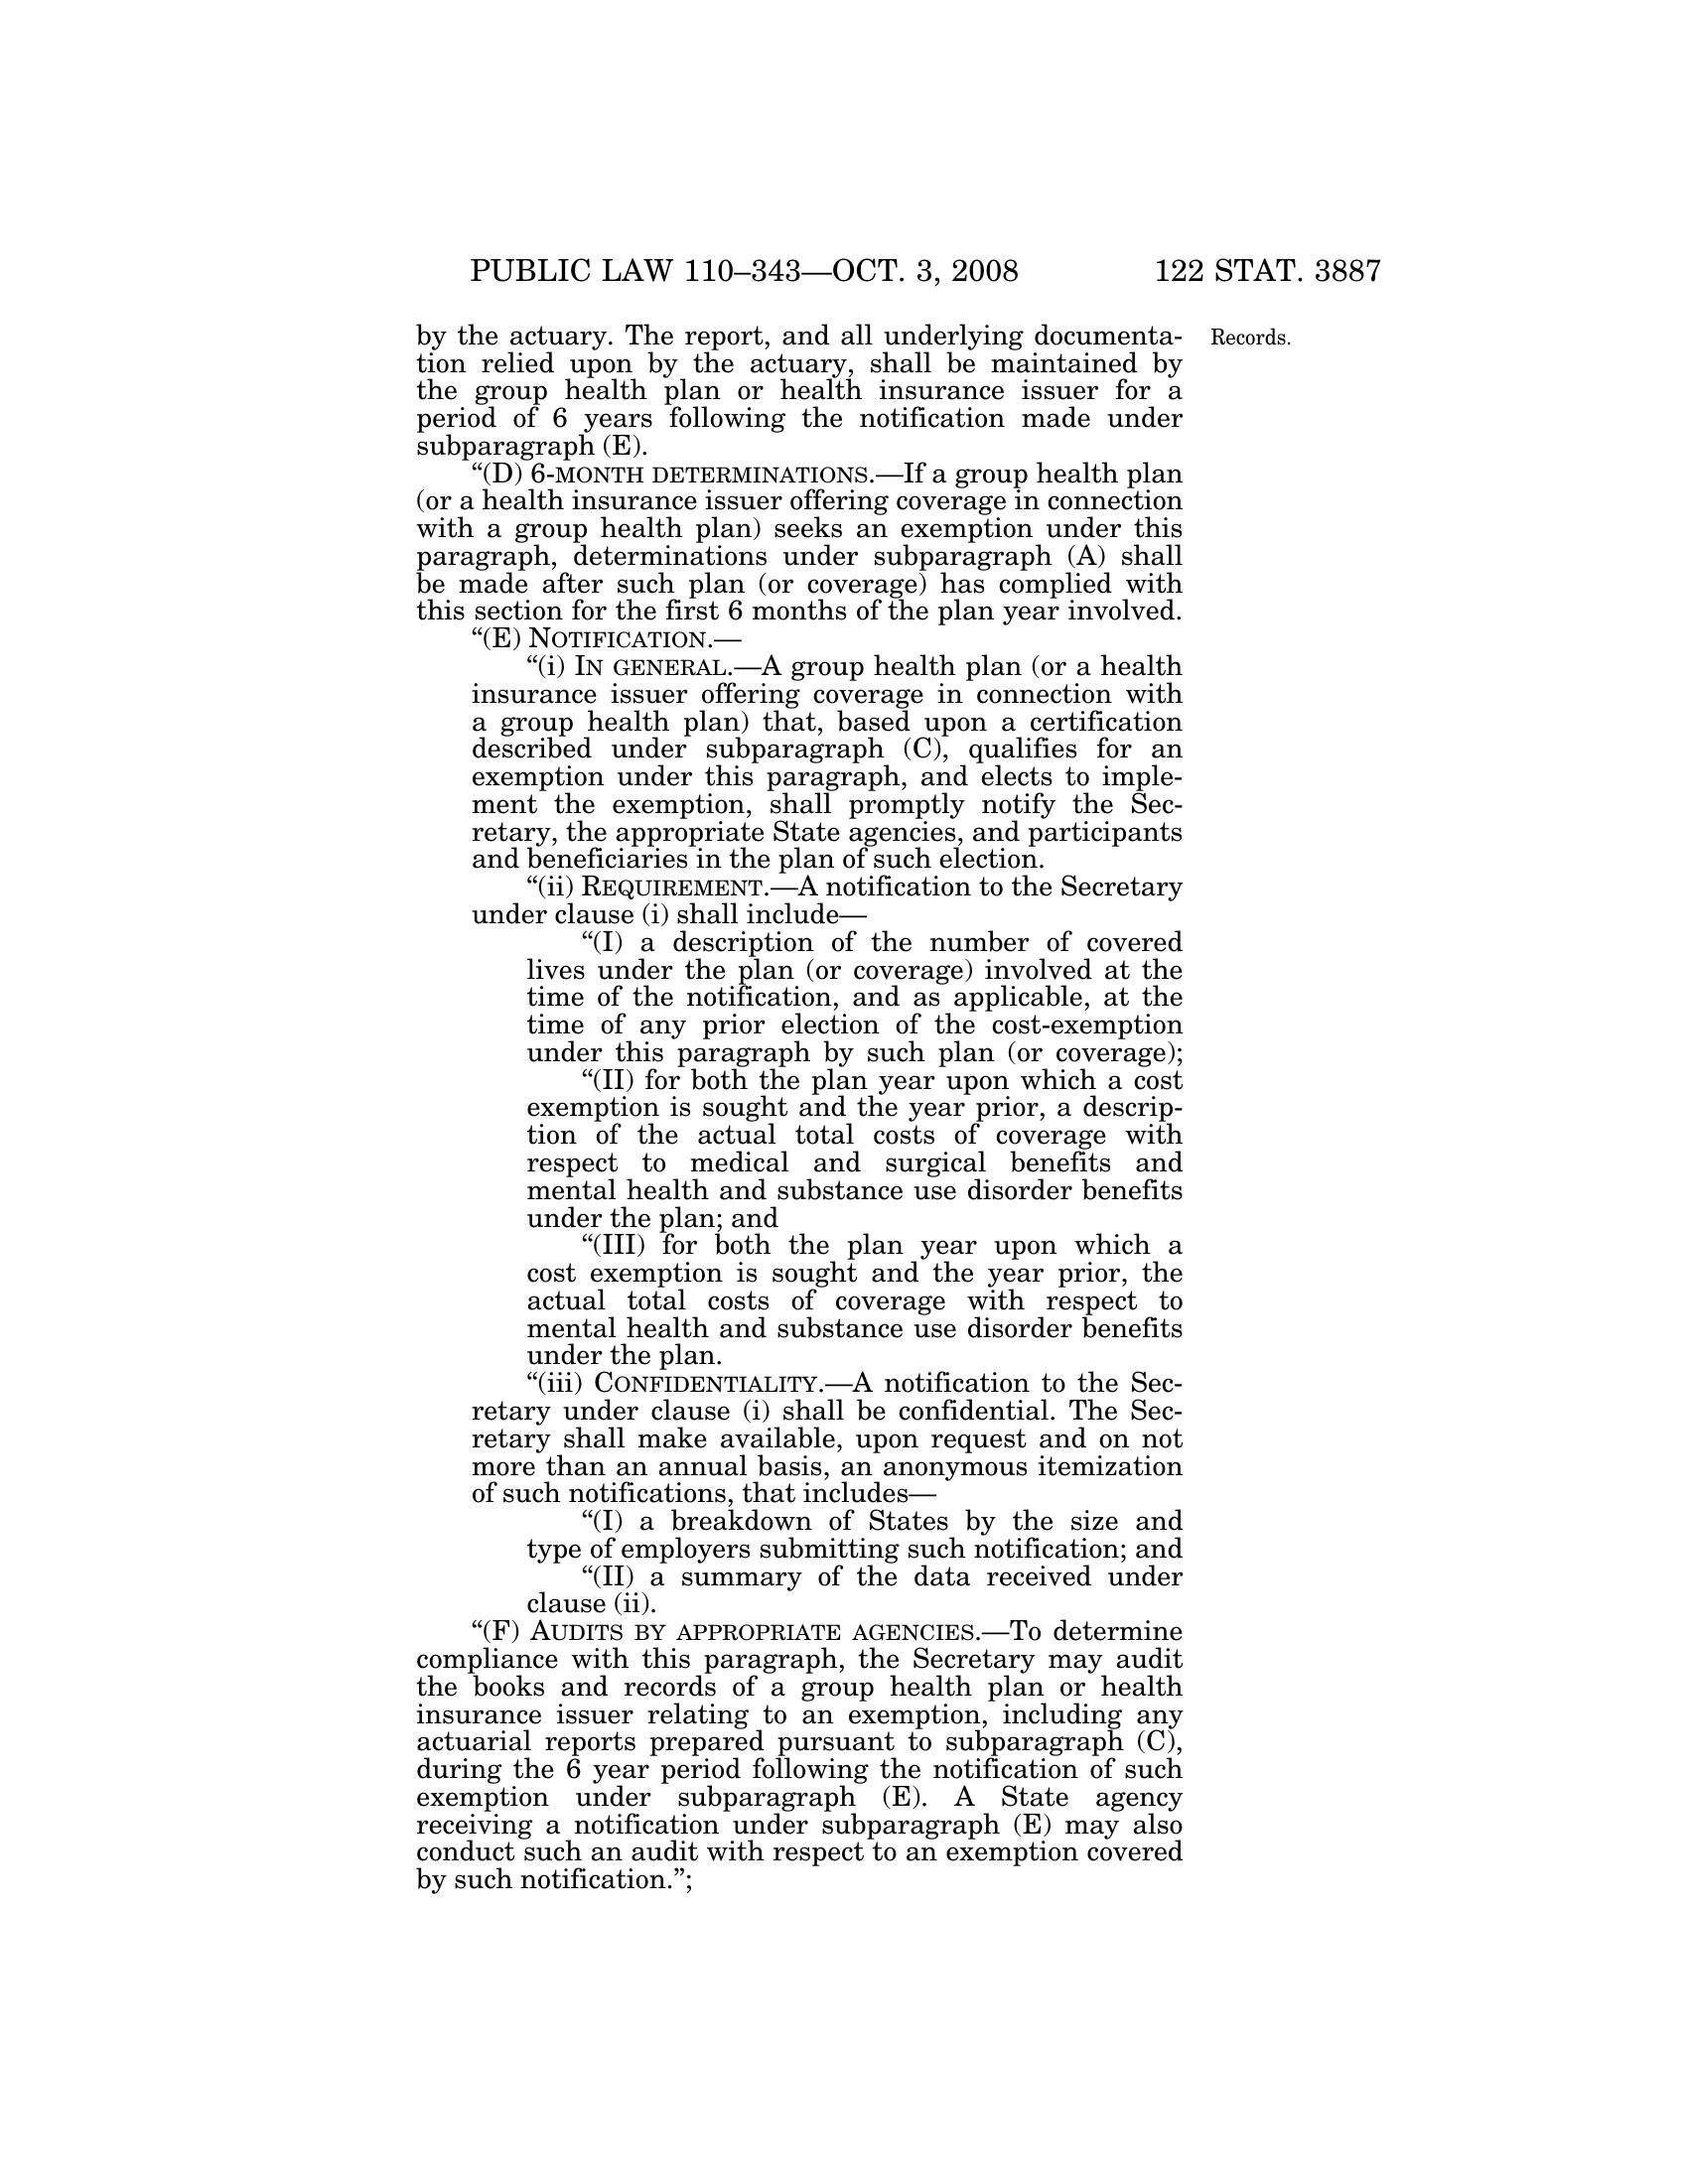 PUBLIC LAW 110–343—OCT. 3, 2008 122 STAT. 3887
by the actuary. The report, and all underlying documenta-
tion relied upon by the actuary, shall be maintained by
the group health plan or health insurance issuer for a
period of 6 years following the notification made under
subparagraph (E).
Records.
“(D) 6-MONTH DETERMINATIONS.—If a group health plan
(or a health insurance issuer offering coverage in connection
with a group health plan) seeks an exemption under this
paragraph, determinations under subparagraph (A) shall
be made after such plan (or coverage) has complied with
this section for the first 6 months of the plan year involved.
“(E) NOTIFICATION.—
“(i) IN GENERAL.—A group health plan (or a health
insurance issuer offering coverage in connection with
a group health plan) that, based upon a certification
described under subparagraph (C), qualifies for an
exemption under this paragraph, and elects to imple-
ment the exemption, shall promptly notify the Sec-
retary, the appropriate State agencies, and participants
and beneficiaries in the plan of such election.
“(ii) REQUIREMENT.—A notification to the Secretary
under clause (i) shall include—
“(I) a description of the number of covered
lives under the plan (or coverage) involved at the
time of the notification, and as applicable, at the
time of any prior election of the cost-exemption
under this paragraph by such plan (or coverage);
“(II) for both the plan year upon which a cost
exemption is sought and the year prior, a descrip-
tion of the actual total costs of coverage with
respect to medical and surgical benefits and
mental health and substance use disorder benefits
under the plan; and
“(III) for both the plan year upon which a
cost exemption is sought and the year prior, the
actual total costs of coverage with respect to
mental health and substance use disorder benefits
under the plan.
“(iii) CONFIDENTIALITY.—A notification to the Sec-
retary under clause (i) shall be confidential. The Sec-
retary shall make available, upon request and on not
more than an annual basis, an anonymous itemization
of such notifications, that includes—
“(I) a breakdown of States by the size and
type of employers submitting such notification; and
“(II) a summary of the data received under
clause (ii).
“(F) AUDITS BY APPROPRIATE AGENCIES.—To determine
compliance with this paragraph, the Secretary may audit
the books and records of a group health plan or health
insurance issuer relating to an exemption, including any
actuarial reports prepared pursuant to subparagraph (C),
during the 6 year period following the notification of such
exemption under subparagraph (E). A State agency
receiving a notification under subparagraph (E) may also
conduct such an audit with respect to an exemption covered
by such notification.”;